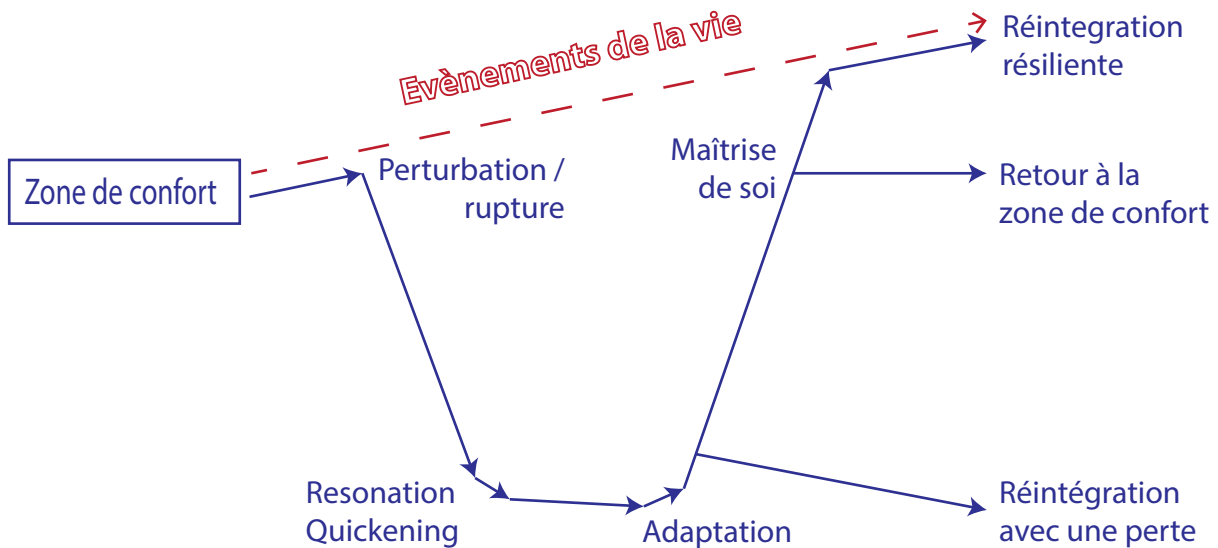 Evènements de la vie
Réintegration
résiliente
Zone de confort
Perturbation /
rupture
Maîtrise
de soi
Retour à la
zone de confort
Resonation
Quickening
Adaptation
Réintégration
avec une perte